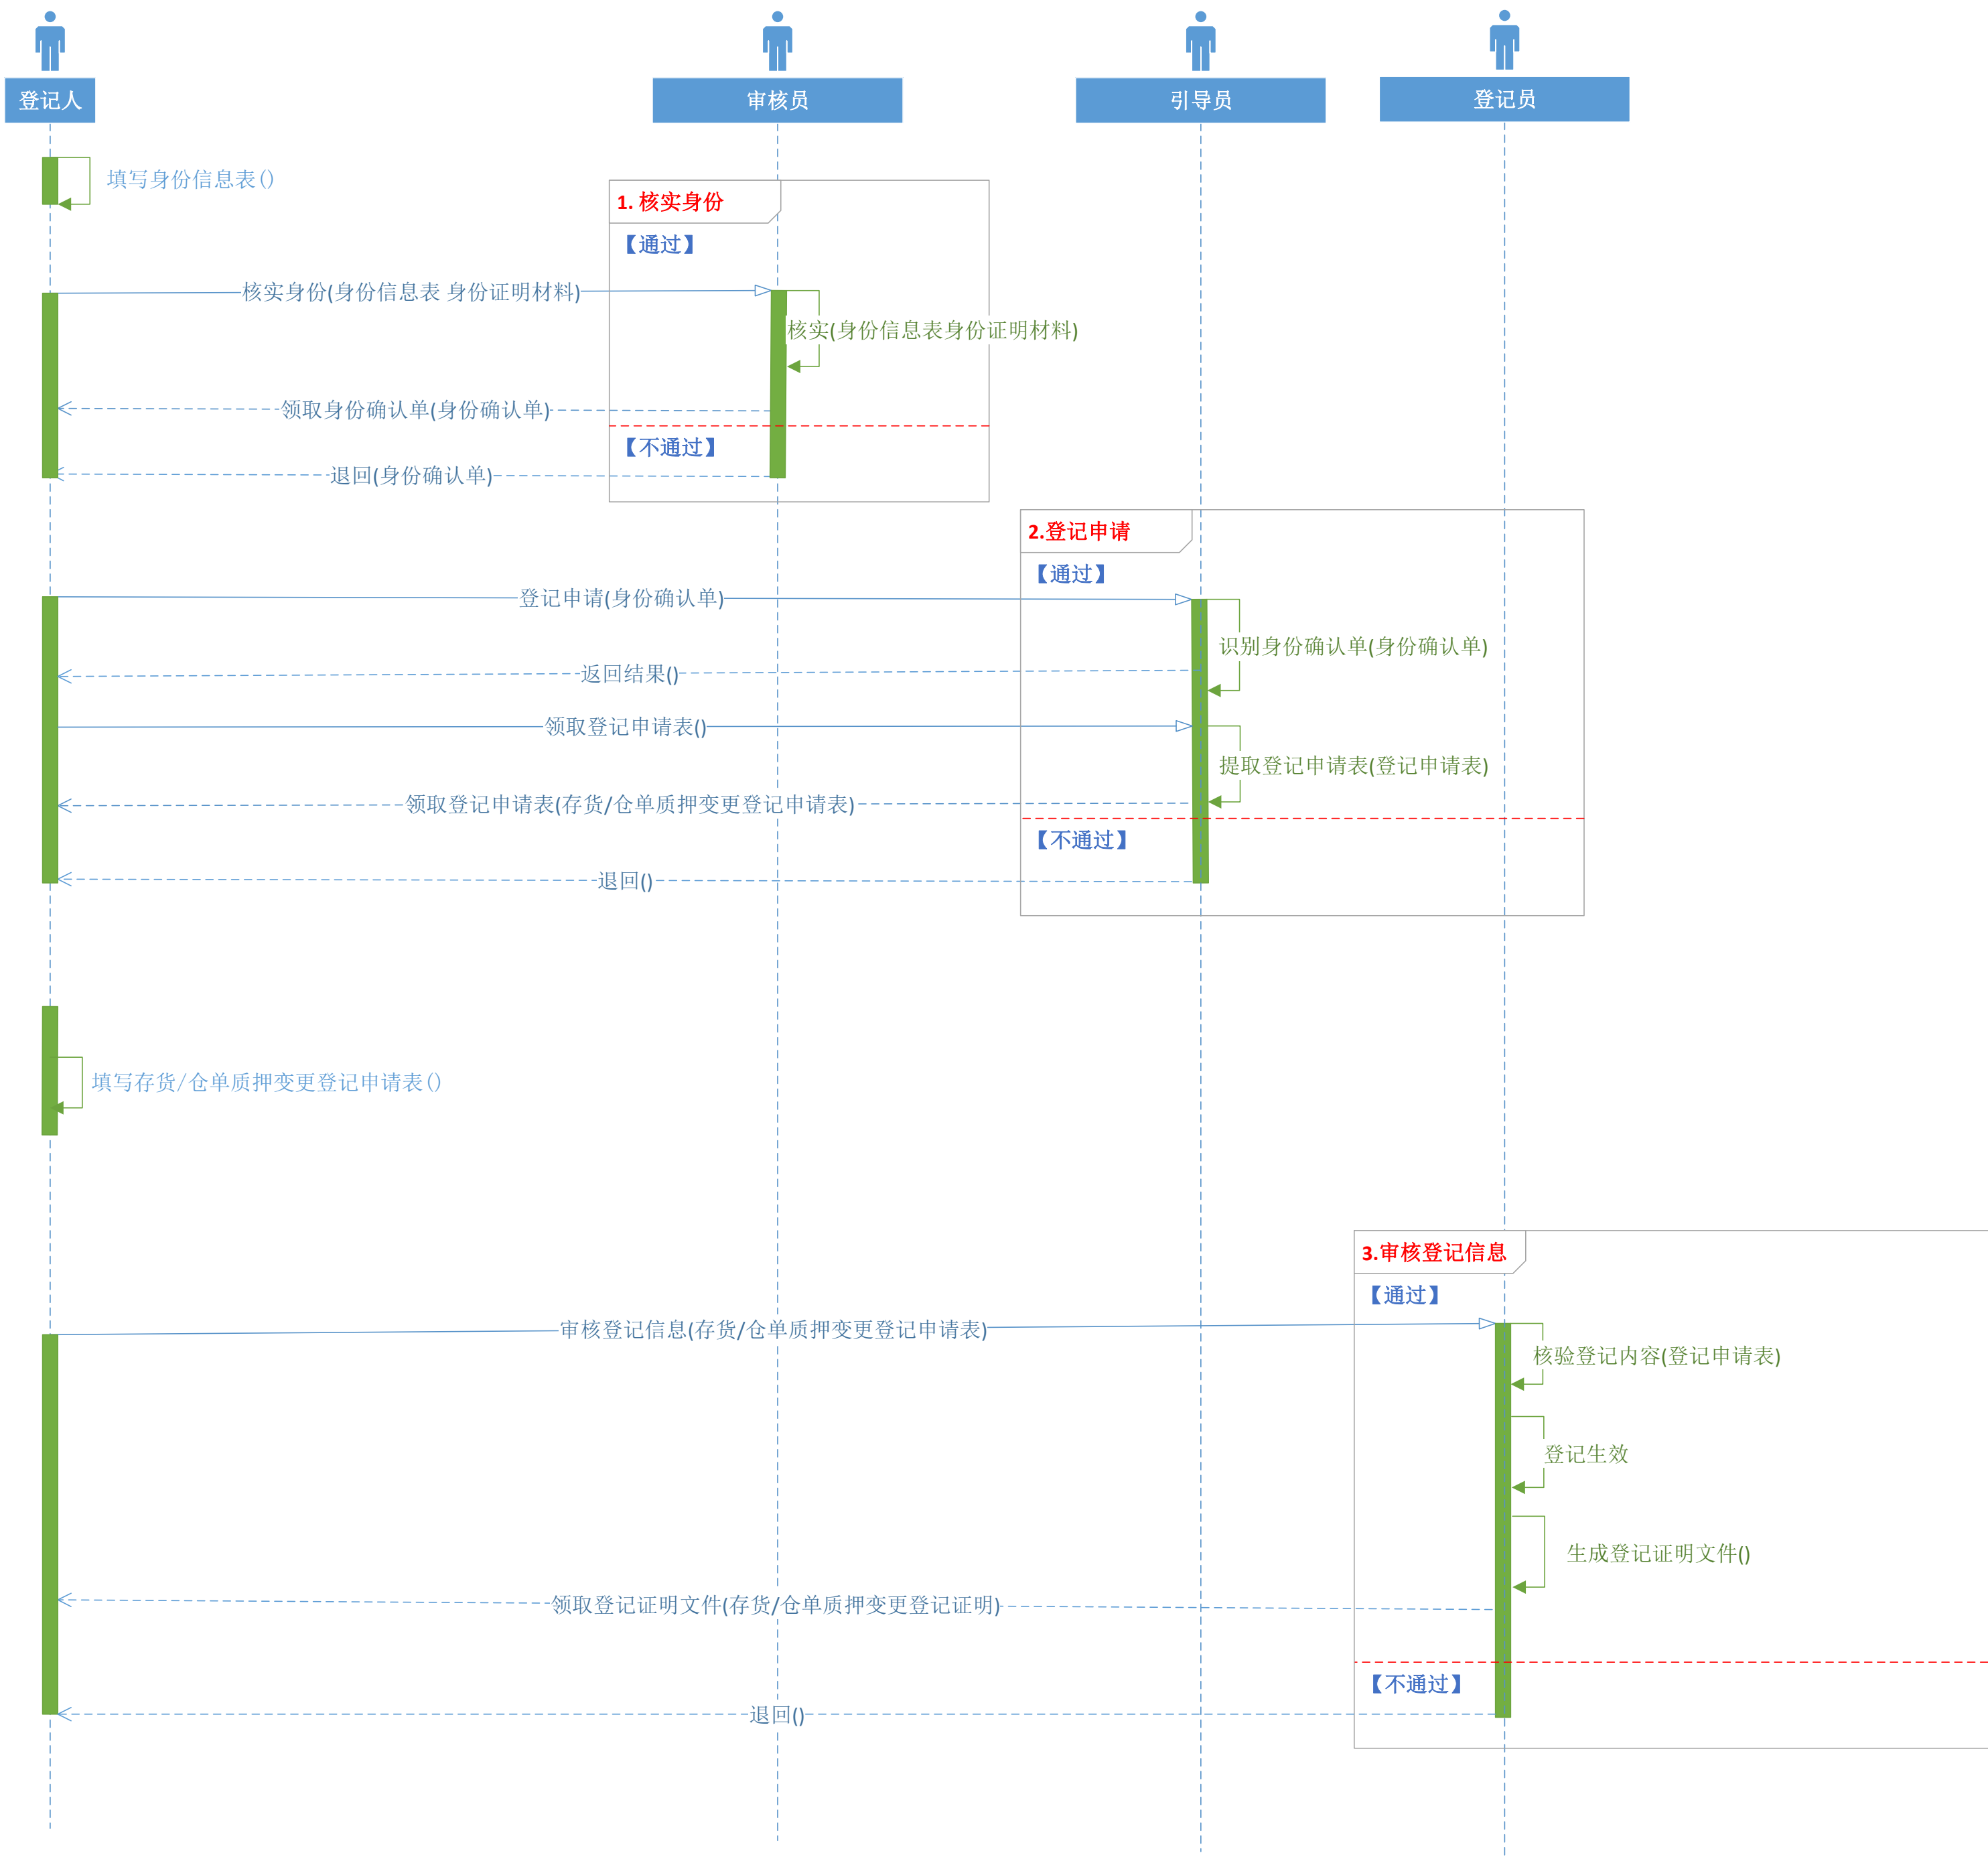 登记人
审核员
引导员
登记员
填写身份信息表()
1. 核实身份
【通过】
核实身份(身份信息表 身份证明材料)
核实(身份信息表身份证明材料)
领取身份确认单(身份确认单)
【不通过】
退回(身份确认单)
2.登记申请
【通过】
登记申请(身份确认单)
识别身份确认单(身份确认单)
返回结果()
领取登记申请表()
提取登记申请表(登记申请表)
领取登记申请表(存货/仓单质押变更登记申请表)
【不通过】
退回()
填写存货/仓单质押变更登记申请表()
3.审核登记信息
【通过】
审核登记信息(存货/仓单质押变更登记申请表)
核验登记内容(登记申请表)
登记生效
生成登记证明文件()
领取登记证明文件(存货/仓单质押变更登记证明)
【不通过】
退回()